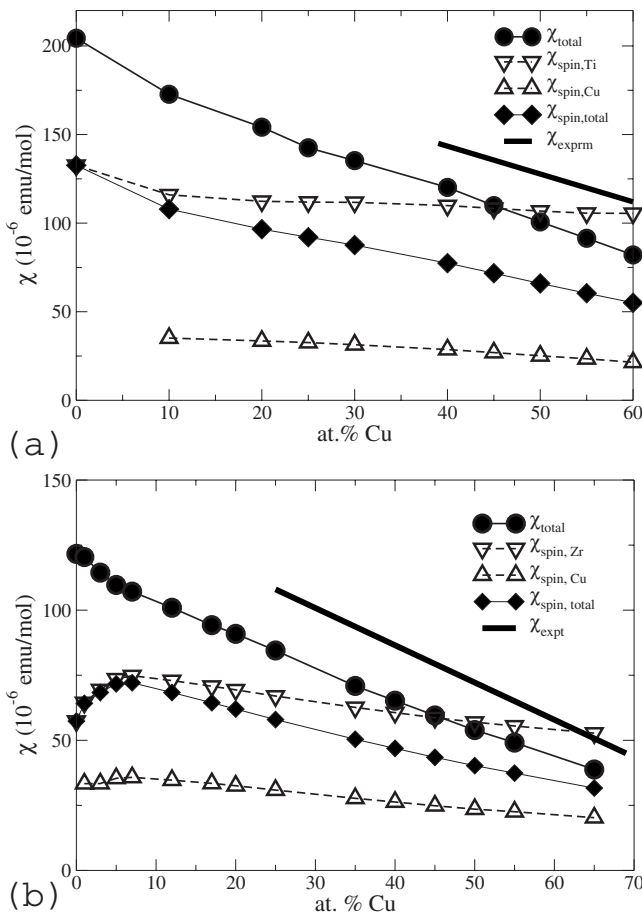 200
150
100
50
0
χ (10-6 emu/mol)
χtotal
χspin,Ti
χspin,Cu
χspin,total
χexprm
0 10 20 30 40 50 60
at.% Cu
(a)
150
100
50
0
χ (10-6 emu/mol)
χtotal
χspin, Zr
χspin, Cu
χspin, total
χexpt
0 10 20 30 40 50 60 70
at. % Cu
(b)